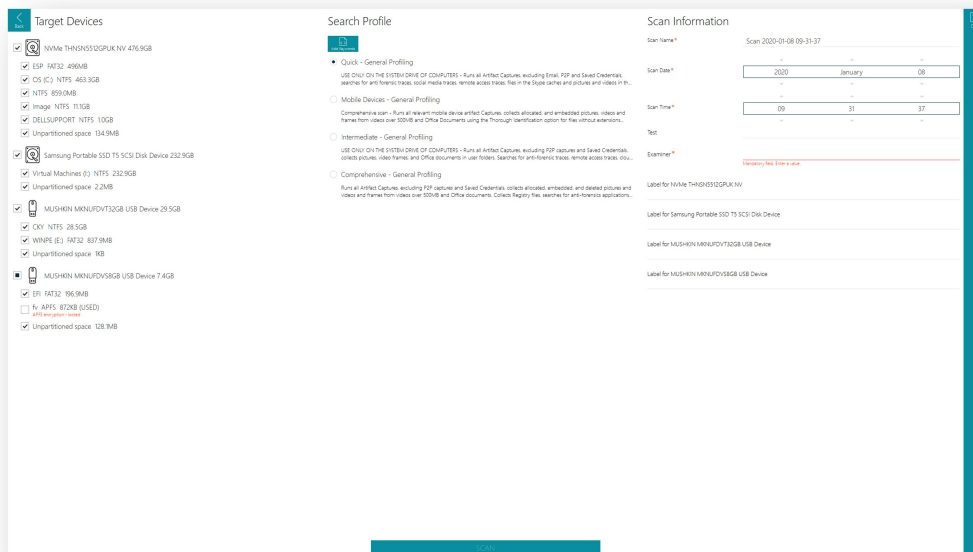 Back
Target Devices
NVMe THNSN5512GPUK NV 476.9GB
ESP FAT32 496MB
OS (C:) NTFS 463.3GB
NTFS 859.0MB
Image NTFS 11.1GB
DELLSUPPORT NTFS 1.0GB
Unpartitioned space 134.9MB
Samsung Portable SSD T5 SCSI Disk Device 232.9GB
Virtual Machines (I:) NTFS 232.9GB
Unpartitioned space 2.2MB
MUSHKIN MKNUFDVT32GB USB Device 29.5GB
CKY NTFS 28.5GB
WINPE (E:) FAT32 837.9MB
Unpartitioned space 1KB
MUSHKIN MKNUFDVS8GB USB Device 7.4GB
EFI FAT32 196.9MB
fv APFS 872KB (USED)
APFS encryption - locked
Unpartitioned space 128.1MB
Search Profile
Quick - General Profiling
USE ONLY ON THE SYSTEM DRIVE OF COMPUTERS - Runs all Artifact Captures, excluding Email, P2P and Saved Credentials,
searches for anti forensic traces, social media traces, remote access traces, files in the Skype caches and pictures and videos in th...
Mobile Devices - General Profiling
Comprehensive scan - Runs all relevant mobile device artifact Captures, collects allocated, and embedded pictures, videos and
frames from videos over 500MB and Office Documents using the Thorough Identification option for files without extensions...
Intermediate - General Profiling
USE ONLY ON THE SYSTEM DRIVE OF COMPUTERS - Runs all Artifact Captures, excluding P2P captures and Saved Credentials,
collects pictures, video frames, and Office documents in user folders. Searches for anti-forensic traces, remote access traces, clou...
Comprehensive - General Profiling
Runs all Artifact Captures, excluding P2P captures and Saved Credentials, collects allocated, embedded, and deleted pictures and
videos and frames from videos over 500MB and Office documents. Collects Registry files, searches for anti-forensics applications...
Scan Information
Scan Name*
Scan 2020-01-08 09-31-37
Scan Date*
2020 January 08
Scan Time*
09 31 37
Test
Examiner*
Mandatory field. Enter a value.
Label for NVMe THNSN5512GPUK NV
Label for Samsung Portable SSD T5 SCSI Disk Device
Label for MUSHKIN MKNUFDVT32GB USB Device
Label for MUSHKIN MKNUFDVS8GB USB Device
SCAN